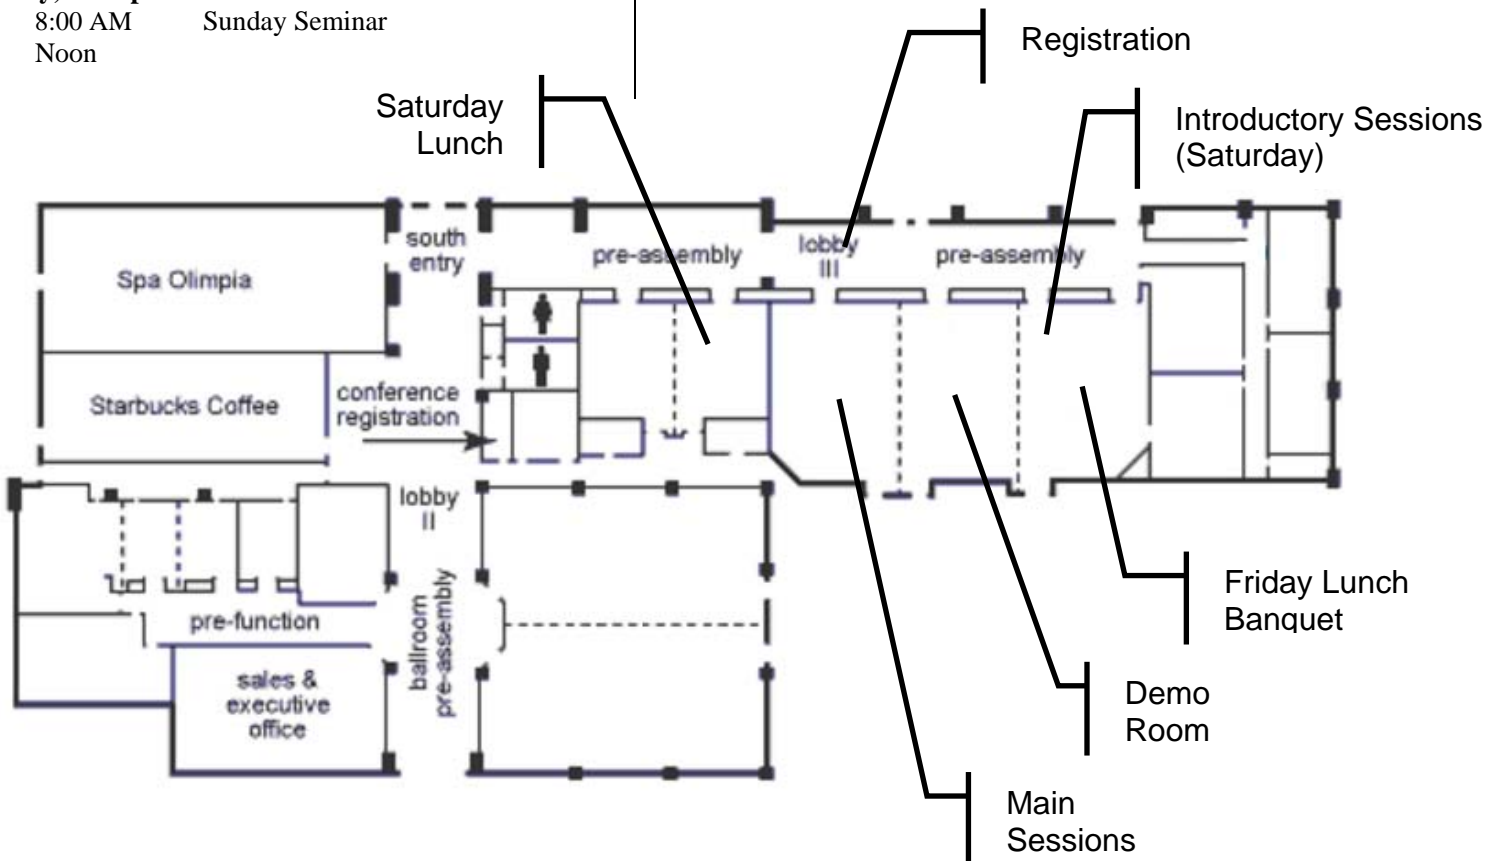 8:00 AM Sunday Seminar
Noon
Registration
Saturday
Lunch
Introductory Sessions
(Saturday)
south
entry
pre-assembly
lobby
III
pre-assembly
Spa Olimpia
Starbucks Coffee
conference
registration
lobby
II
pre-function
ballroom
pre-assembly
sales &
executive
office
Friday Lunch
Banquet
Demo
Room
Main
Sessions